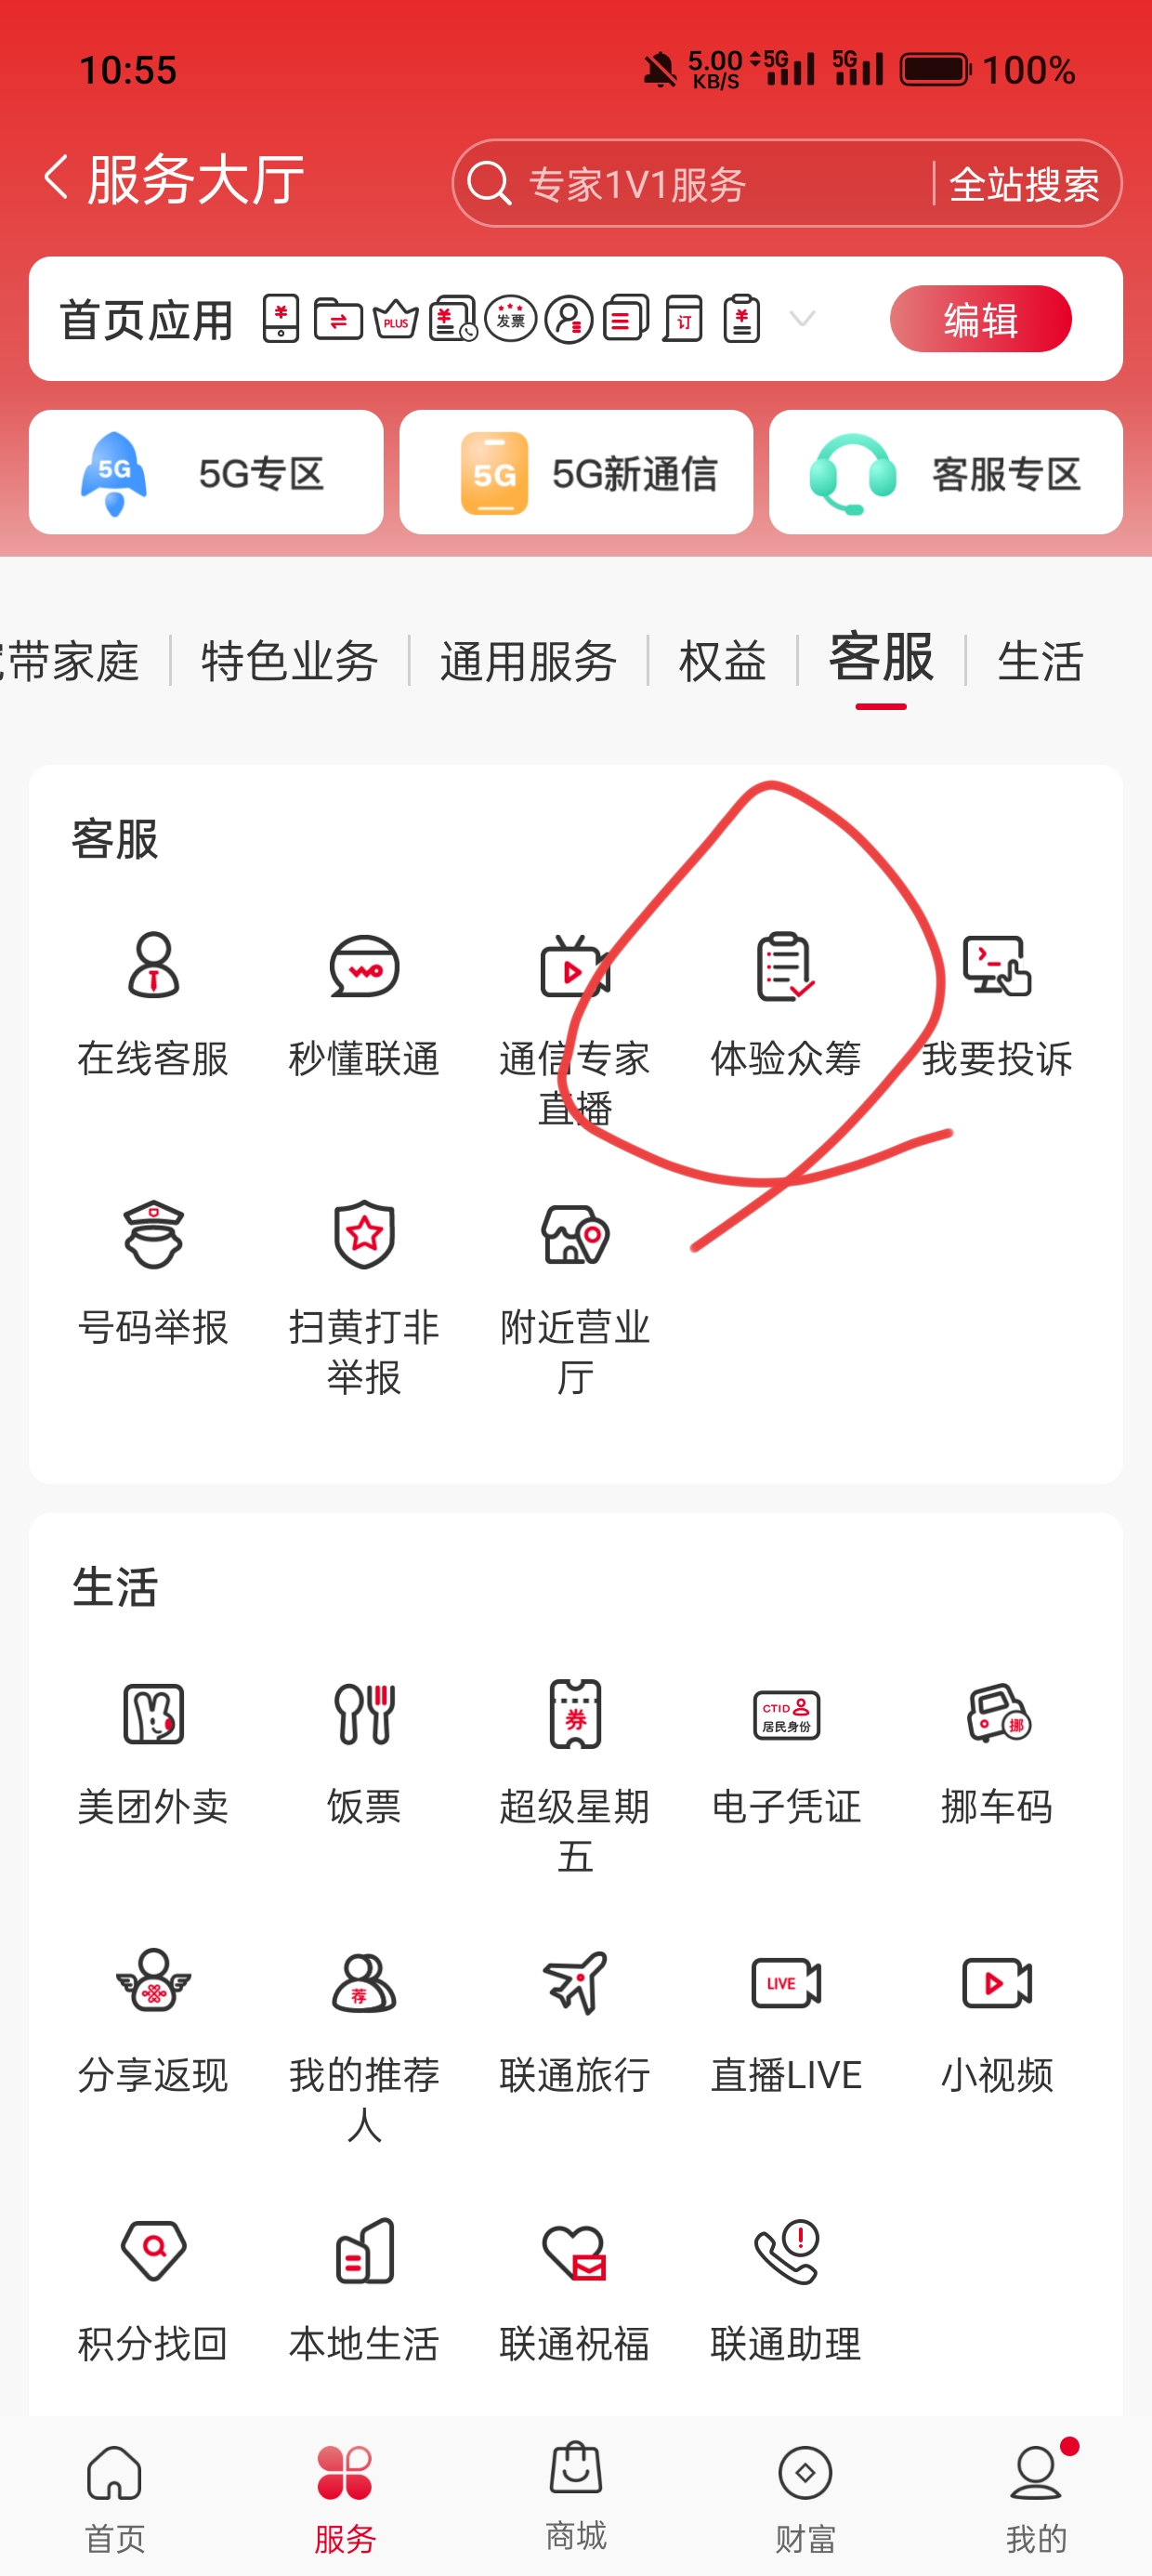 10:55
5.00 KB/S 5G 5G 100%
服务大厅
专家1V1服务
全站搜索
首页应用
PLUS
发票
订
编辑
5G 5G专区
5G 5G新通信
客服专区
带家庭 特色业务 通用服务 权益 客服 生活
客服
在线客服 秒懂联通 通信专家 体验众筹 我要投诉
直播
号码举报 扫黄打非 附近营业
举报 厅
生活
券
CTID
居民身份
挪
美团外卖 饭票 超级星期 电子凭证 挪车码
五
荐
LIVE
分享返现 我的推荐 联通旅行 直播LIVE 小视频
人
积分找回 本地生活 联通祝福 联通助理
首页 服务 商城 财富 我的